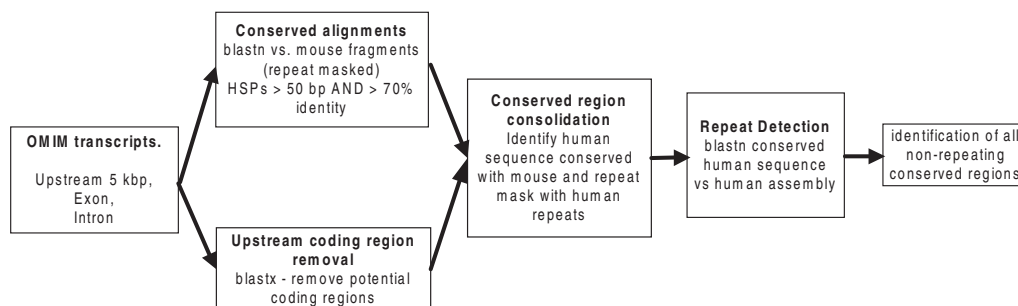 OMIM transcripts.
Upstream 5 kbp,
Exon,
Intron
Conserved alignments
blastn vs. mouse fragments
(repeat masked)
HSPs > 50 bp AND > 70%
identity
Upstream coding region
removal
blastx - remove potential
coding regions
Conserved region
consolidation
Identify human
sequence conserved
with mouse and repeat
mask with human
repeats
Repeat Detection
blastn conserved
human sequence
vs human assembly
identification of all
non-repeating
conserved regions